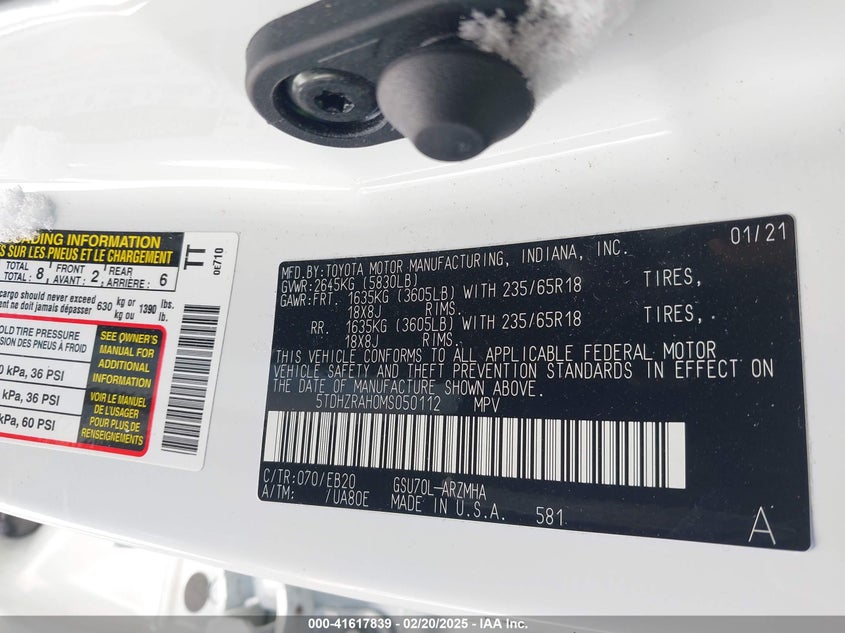 OADING INFORMATION
S SUR LES PNEUS ET LE CHARGEMENT
TOTAL 8 FRONT 2 REAR 6
TOTAL: AVANT: ARRIÈRE:
cargo should never exceed 630 kg or 1390 lbs.
ent ne doit jamais dépasser kg ou lb.
OLD TIRE PRESSURE
SION DES PNEUS À FROID
0 kPa, 36 PSI
kPa, 36 PSI
kPa, 60 PSI
SEE OWNER'S
MANUAL FOR
ADDITIONAL
INFORMATION
VOIR LE MANUEL
DE L'USAGER
POUR PLUS DE
RENSEIGNEMENTS
TT
0E710
01/21
MFD.BY:TOYOTA MOTOR MANUFACTURING, INDIANA, INC.
GVWR:2645KG (5830LB)
GAWR:FRT. 1635KG (3605LB) WITH 235/65R18 TIRES,
18X8J RIMS.
RR. 1635KG (3605LB) WITH 235/65R18 TIRES,.
18X8J RIMS.
THIS VEHICLE CONFORMS TO ALL APPLICABLE FEDERAL MOTOR
VEHICLE SAFETY AND THEFT PREVENTION STANDARDS IN EFFECT ON
THE DATE OF MANUFACTURE SHOWN ABOVE.
5TDHZRAH0MS050112 MPV
C/TR:070/EB20 GSU70L-ARZMHA
A/TM: /UA80E MADE IN U.S.A. 581
A
000-41617839 - 02/20/2025 - IAA Inc.